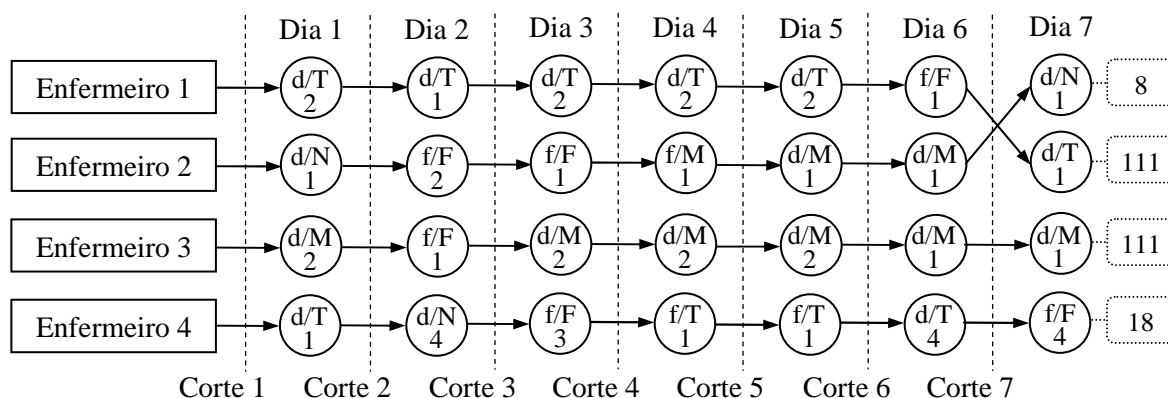 Dia 1 Dia 2 Dia 3 Dia 4 Dia 5 Dia 6 Dia 7
Enfermeiro 1 d/T d/T d/T d/T d/T f/F d/N 8
2 1 2 2 2 1 1
Enfermeiro 2 d/N f/F f/F f/M d/M d/M d/T 111
1 2 1 1 1 1 1
Enfermeiro 3 d/M f/F d/M d/M d/M d/M d/M 111
2 1 2 2 2 1 1
Enfermeiro 4 d/T d/N f/F f/T f/T d/T f/F 18
1 4 3 1 1 4 4
Corte 1 Corte 2 Corte 3 Corte 4 Corte 5 Corte 6 Corte 7